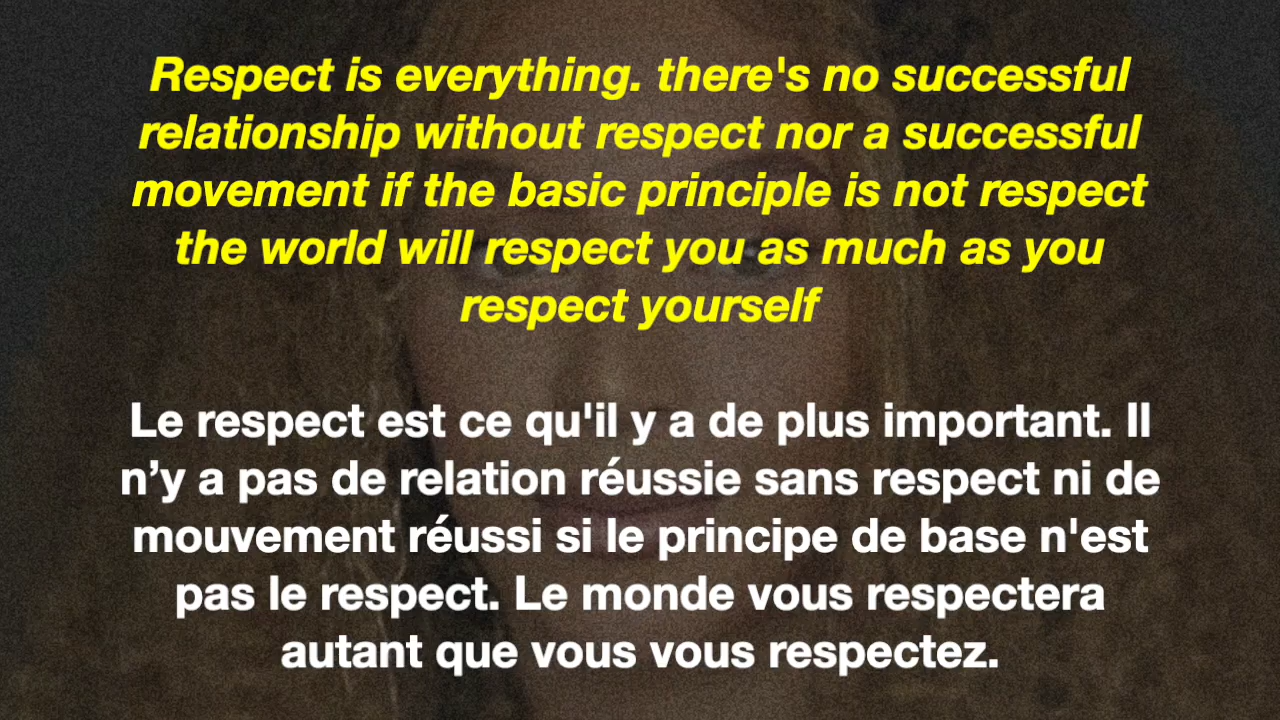 Respect is everything. there's no successful
relationship without respect nor a successful
movement if the basic principle is not respect
the world will respect you as much as you
respect yourself
Le respect est ce qu'il y a de plus important. Il
n’y a pas de relation réussie sans respect ni de
mouvement réussi si le principe de base n'est
pas le respect. Le monde vous respectera
autant que vous vous respectez.